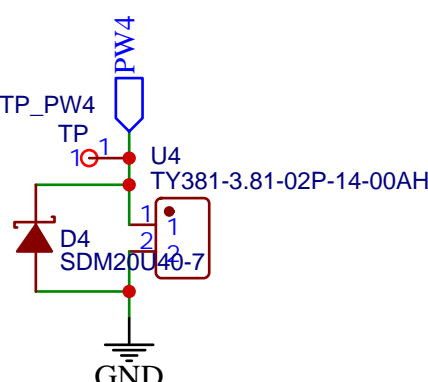 PW4
TP_PW4
TP
1 1
U4
TY381-3.81-02P-14-00AH
1 1
2 2
D4
SDM20U40-7
GND